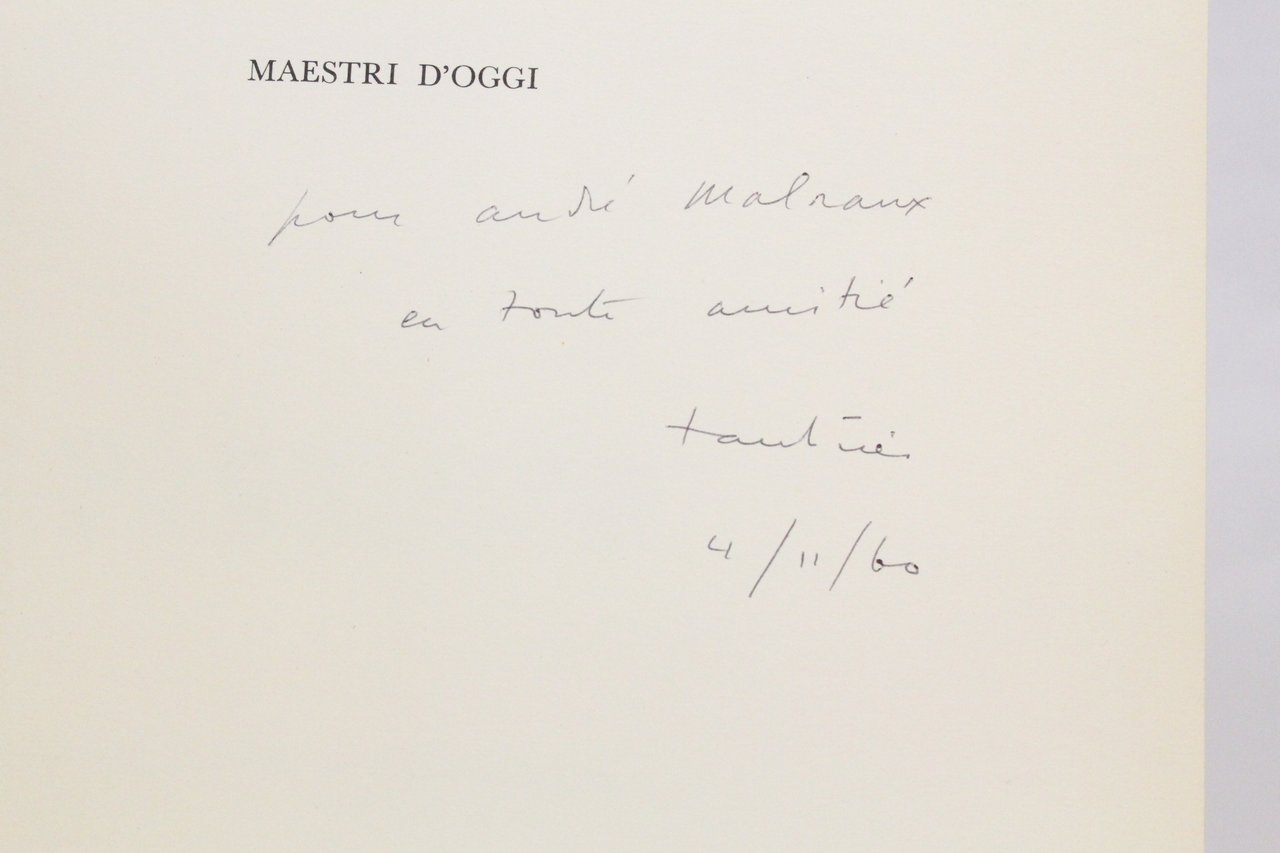 MAESTRI D'OGGI
pour andré Malraux
en toute amitié
Fautrier
4/11/60